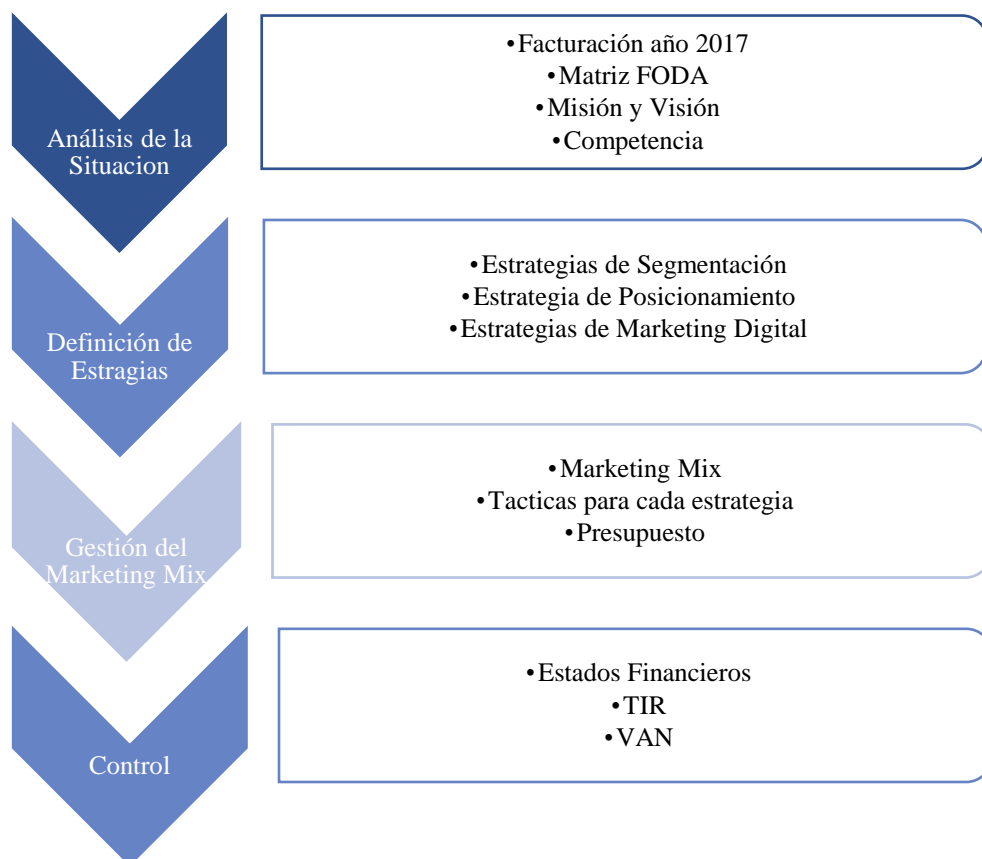 Análisis de la
Situacion
•Facturación año 2017
•Matriz FODA
•Misión y Visión
•Competencia
Definición de
Estragias
•Estrategias de Segmentación
•Estrategia de Posicionamiento
•Estrategias de Marketing Digital
Gestión del
Marketing Mix
•Marketing Mix
•Tacticas para cada estrategia
•Presupuesto
Control
•Estados Financieros
•TIR
•VAN